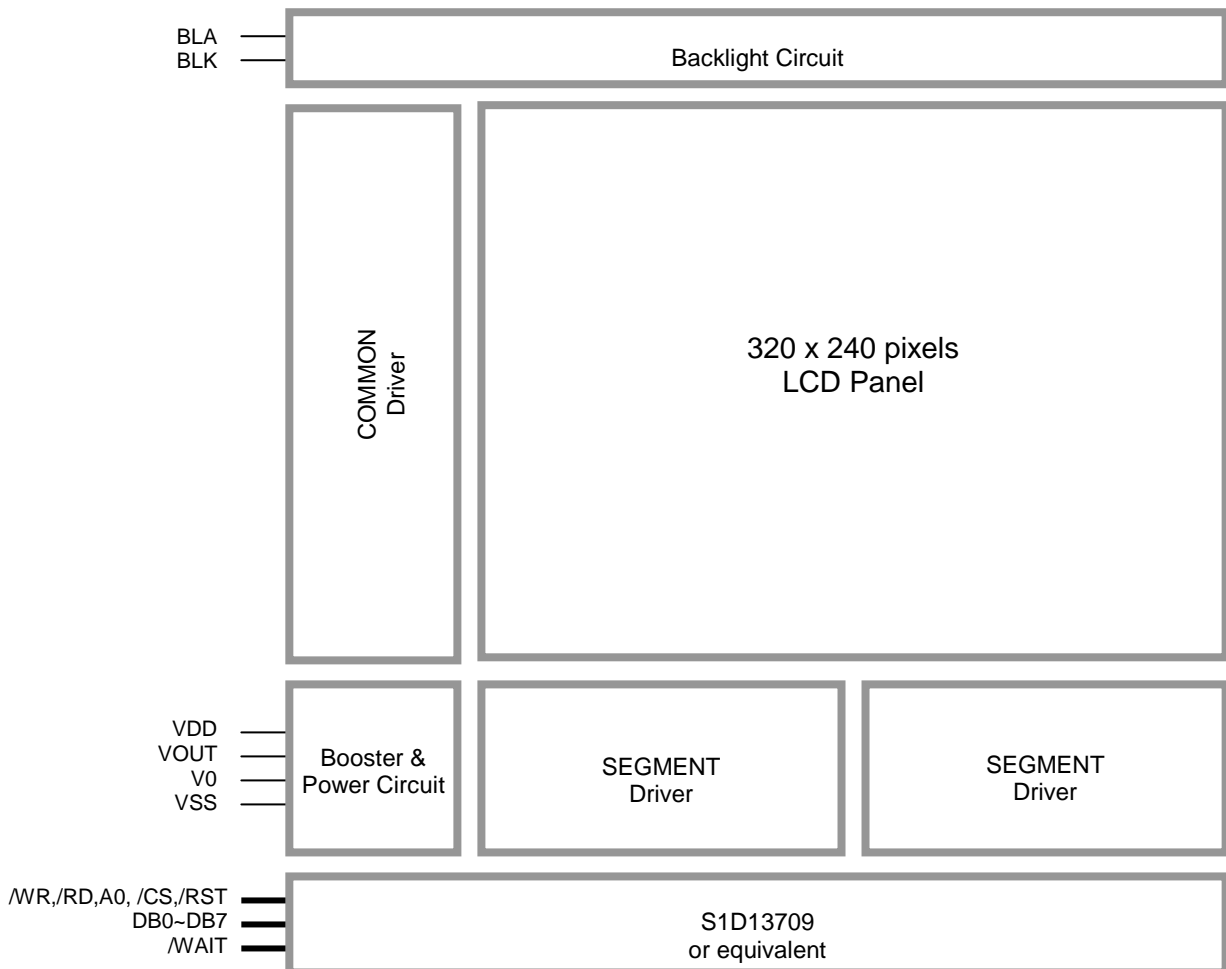 BLA
BLK
Backlight Circuit
COMMON
Driver
320 x 240 pixels
LCD Panel
VDD
VOUT
V0
VSS
Booster &
Power Circuit
SEGMENT
Driver
SEGMENT
Driver
/WR,/RD,A0, /CS,/RST
DB0~DB7
/WAIT
S1D13709
or equivalent